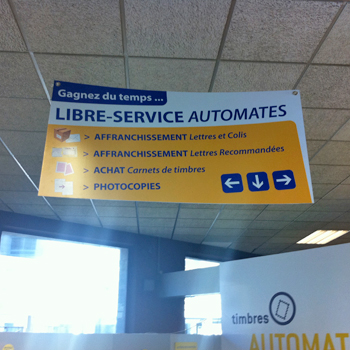 Gagnez du temps ...
LIBRE-SERVICE AUTOMATES
> AFFRANCHISSEMENT Lettres et Colis
> AFFRANCHISSEMENT Lettres Recommandées
> ACHAT Carnets de timbres
> PHOTOCOPIES
timbres
AUTOMAT